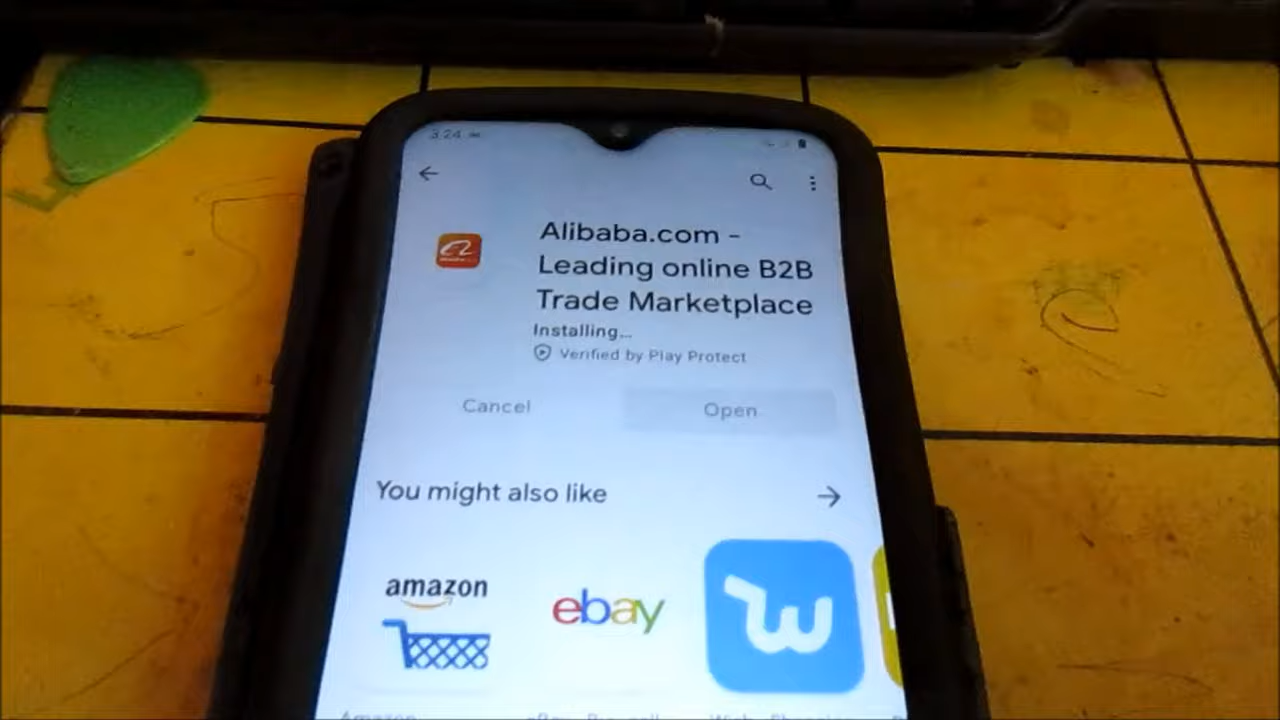 3:24
Alibaba.com -
Leading online B2B
Trade Marketplace
Installing...
Verified by Play Protect
Cancel
Open
You might also like
amazon
ebay
w
Amazon